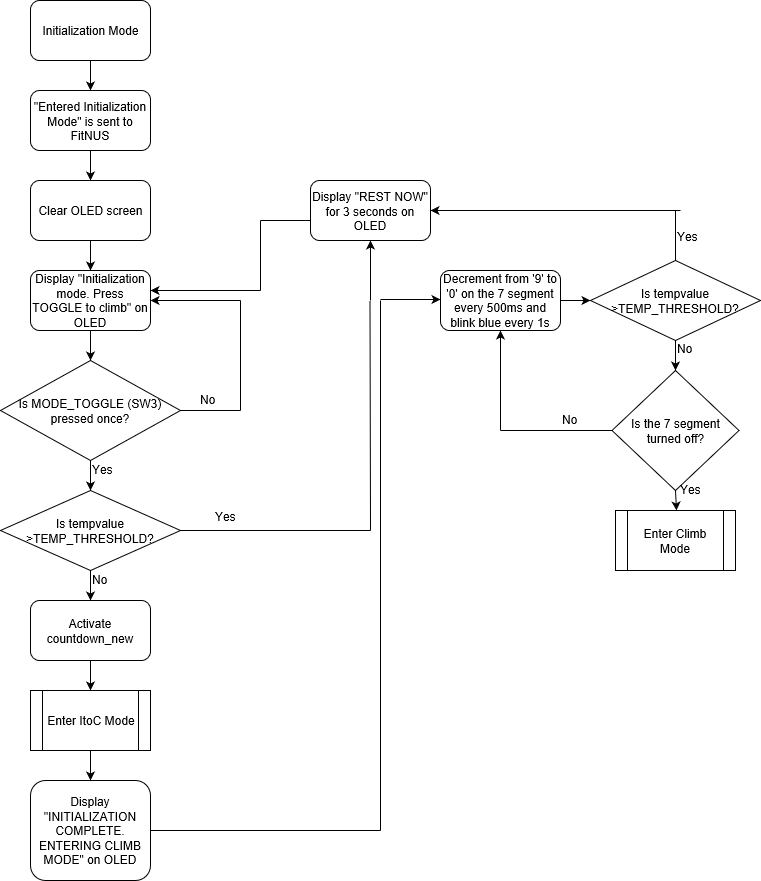 Initialization Mode
"Entered Initialization
Mode" is sent to
FitNUS
Clear OLED screen
Display "Initialization
mode. Press
TOGGLE to climb" on
OLED
Is MODE_TOGGLE (SW3)
pressed once?
No
Yes
Is tempvalue
>TEMP_THRESHOLD?
Yes
No
Activate
countdown_new
Enter ItoC Mode
Display
"INITIALIZATION
COMPLETE.
ENTERING CLIMB
MODE" on OLED
Display "REST NOW"
for 3 seconds on
OLED
Decrement from '9' to
'0' on the 7 segment
every 500ms and
blink blue every 1s
Yes
Is tempvalue
>TEMP_THRESHOLD?
No
Is the 7 segment
turned off?
No
Yes
Enter Climb
Mode